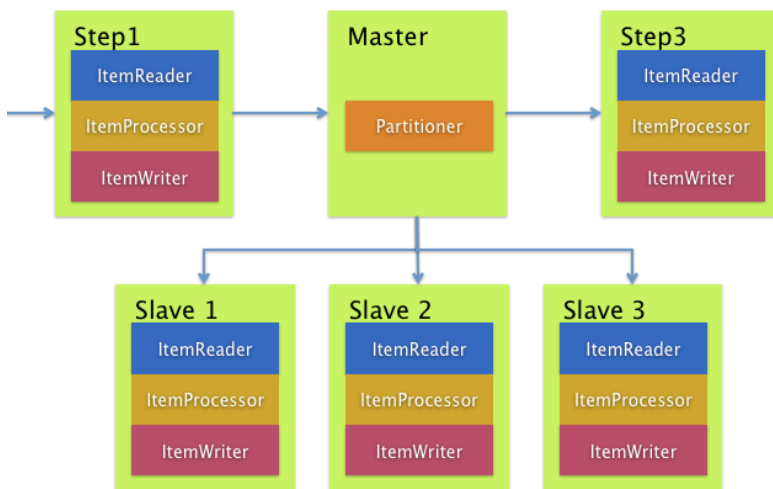 Step1
ItemReader
ItemProcessor
ItemWriter
Master
Partitioner
Step3
ItemReader
ItemProcessor
ItemWriter
Slave 1
ItemReader
ItemProcessor
ItemWriter
Slave 2
ItemReader
ItemProcessor
ItemWriter
Slave 3
ItemReader
ItemProcessor
ItemWriter